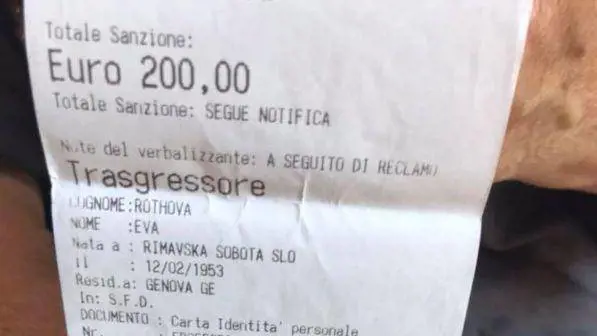 Totale Sanzione:
Euro 200,00
Totale Sanzione: SEGUE NOTIFICA
Note del verbalizzante: A SEGUITO DI RECLAMO
Trasgressore
COGNOME:ROTHOVA
NOME :EVA
Nata a : RIMAVSKA SOBOTA SLO
il : 12/02/1953
Resid.a: GENOVA GE
In: S.F.D.
DOCUMENTO : Carta Identita' personale
Nr.